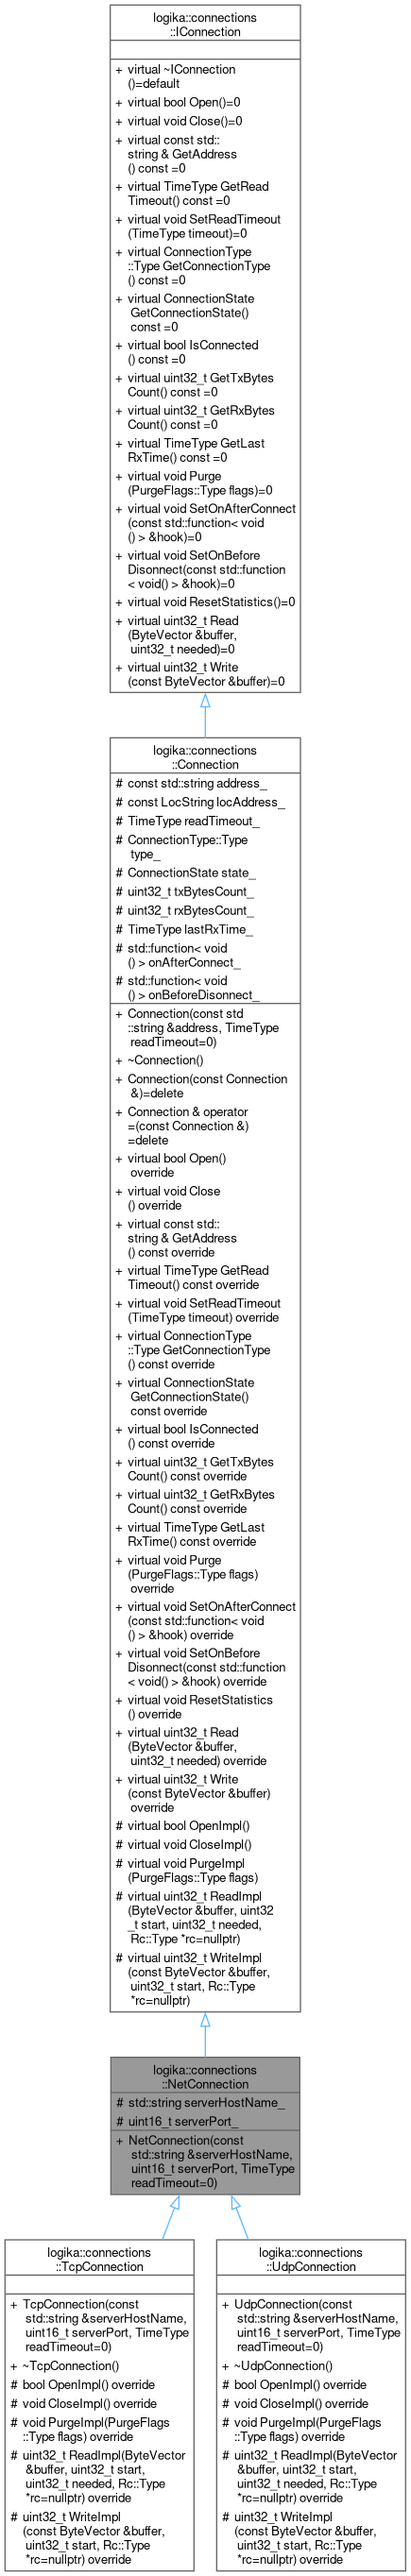 logika::connections
::IConnection
+ virtual ~IConnection
()=default
+ virtual bool Open()=0
+ virtual void Close()=0
+ virtual const std::
string & GetAddress
() const =0
+ virtual TimeType GetRead
Timeout() const =0
+ virtual void SetReadTimeout
(TimeType timeout)=0
+ virtual ConnectionType
::Type GetConnectionType
() const =0
+ virtual ConnectionState
GetConnectionState()
const =0
+ virtual bool IsConnected
() const =0
+ virtual uint32_t GetTxBytes
Count() const =0
+ virtual uint32_t GetRxBytes
Count() const =0
+ virtual TimeType GetLast
RxTime() const =0
+ virtual void Purge
(PurgeFlags::Type flags)=0
+ virtual void SetOnAfterConnect
(const std::function< void
() > &hook)=0
+ virtual void SetOnBefore
Disonnect(const std::function
< void() > &hook)=0
+ virtual void ResetStatistics()=0
+ virtual uint32_t Read
(ByteVector &buffer,
uint32_t needed)=0
+ virtual uint32_t Write
(const ByteVector &buffer)=0
logika::connections
::Connection
# const std::string address_
# const LocString locAddress_
# TimeType readTimeout_
# ConnectionType::Type
type_
# ConnectionState state_
# uint32_t txBytesCount_
# uint32_t rxBytesCount_
# TimeType lastRxTime_
# std::function< void
() > onAfterConnect_
# std::function< void
() > onBeforeDisonnect_
+ Connection(const std
::string &address, TimeType
readTimeout=0)
+ ~Connection()
+ Connection(const Connection
&)=delete
+ Connection & operator
=(const Connection &)
=delete
+ virtual bool Open()
override
+ virtual void Close
() override
+ virtual const std::
string & GetAddress
() const override
+ virtual TimeType GetRead
Timeout() const override
+ virtual void SetReadTimeout
(TimeType timeout) override
+ virtual ConnectionType
::Type GetConnectionType
() const override
+ virtual ConnectionState
GetConnectionState()
const override
+ virtual bool IsConnected
() const override
+ virtual uint32_t GetTxBytes
Count() const override
+ virtual uint32_t GetRxBytes
Count() const override
+ virtual TimeType GetLast
RxTime() const override
+ virtual void Purge
(PurgeFlags::Type flags)
override
+ virtual void SetOnAfterConnect
(const std::function< void
() > &hook) override
+ virtual void SetOnBefore
Disonnect(const std::function
< void() > &hook) override
+ virtual void ResetStatistics
() override
+ virtual uint32_t Read
(ByteVector &buffer,
uint32_t needed) override
+ virtual uint32_t Write
(const ByteVector &buffer)
override
# virtual bool OpenImpl()
# virtual void CloseImpl()
# virtual void PurgeImpl
(PurgeFlags::Type flags)
# virtual uint32_t ReadImpl
(ByteVector &buffer, uint32
_t start, uint32_t needed,
Rc::Type *rc=nullptr)
# virtual uint32_t WriteImpl
(const ByteVector &buffer,
uint32_t start, Rc::Type
*rc=nullptr)
logika::connections
::NetConnection
# std::string serverHostName_
# uint16_t serverPort_
+ NetConnection(const
std::string &serverHostName,
uint16_t serverPort, TimeType
readTimeout=0)
logika::connections
::TcpConnection
+ TcpConnection(const
std::string &serverHostName,
uint16_t serverPort, TimeType
readTimeout=0)
+ ~TcpConnection()
# bool OpenImpl() override
# void CloseImpl() override
# void PurgeImpl(PurgeFlags
::Type flags) override
# uint32_t ReadImpl(ByteVector
&buffer, uint32_t start,
uint32_t needed, Rc::Type
*rc=nullptr) override
# uint32_t WriteImpl
(const ByteVector &buffer,
uint32_t start, Rc::Type
*rc=nullptr) override
logika::connections
::UdpConnection
+ UdpConnection(const
std::string &serverHostName,
uint16_t serverPort, TimeType
readTimeout=0)
+ ~UdpConnection()
# bool OpenImpl() override
# void CloseImpl() override
# void PurgeImpl(PurgeFlags
::Type flags) override
# uint32_t ReadImpl(ByteVector
&buffer, uint32_t start,
uint32_t needed, Rc::Type
*rc=nullptr) override
# uint32_t WriteImpl
(const ByteVector &buffer,
uint32_t start, Rc::Type
*rc=nullptr) override